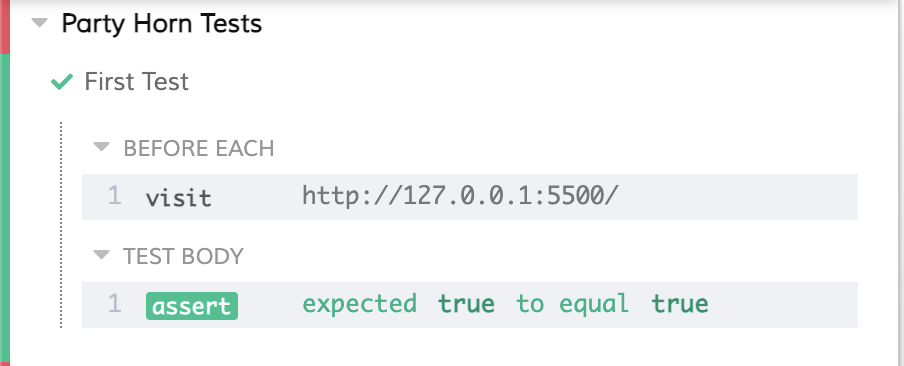 Party Horn Tests
First Test
BEFORE EACH
1 visit http://127.0.0.1:5500/
TEST BODY
1 assert expected true to equal true